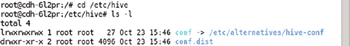 root@cdh-6l2pr:/# cd /etc/hive
root@cdh-6l2pr:/etc/hive# ls -l
total 4
lrwxrwxrwx 1 root root 27 Oct 23 15:46 conf -> /etc/alternatives/hive-conf
drwxr-xr-x 2 root root 4096 Oct 23 15:46 conf.dist